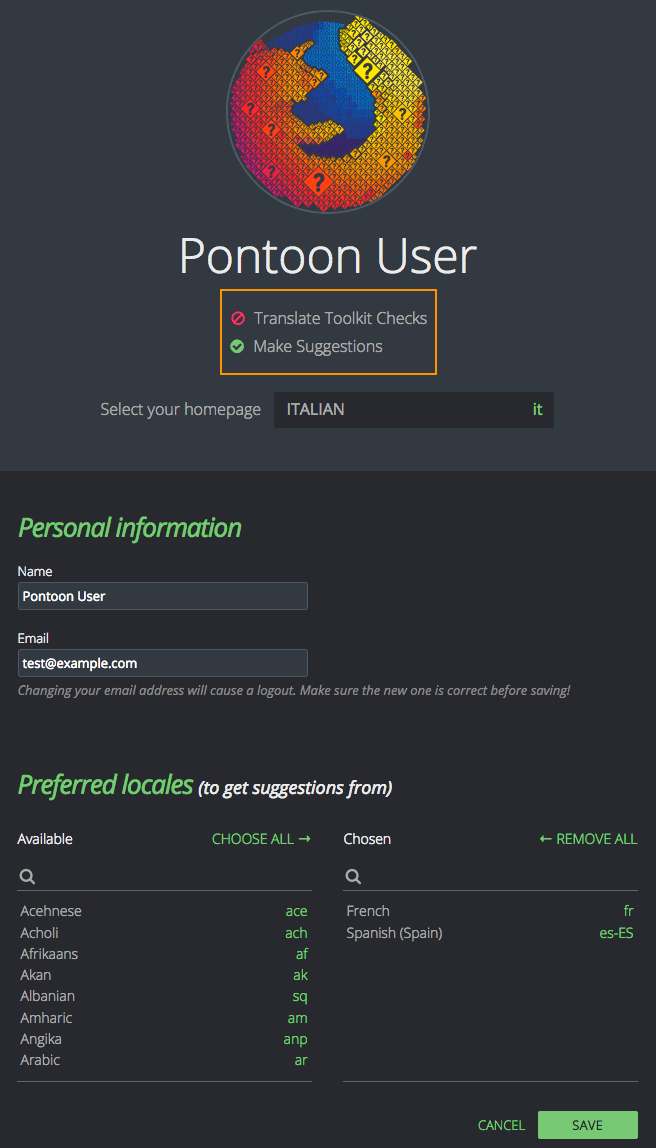 Pontoon User
Translate Toolkit Checks
Make Suggestions
Select your homepage ITALIAN it
Personal information
Name
Pontoon User
Email
test@example.com
Changing your email address will cause a logout. Make sure the new one is correct before saving!
Preferred locales (to get suggestions from)
Available CHOOSE ALL → Chosen ← REMOVE ALL
Acehnese ace
Acholi ach
Afrikaans af
Akan ak
Albanian sq
Amharic am
Angika anp
Arabic ar
French fr
Spanish (Spain) es-ES
CANCEL SAVE